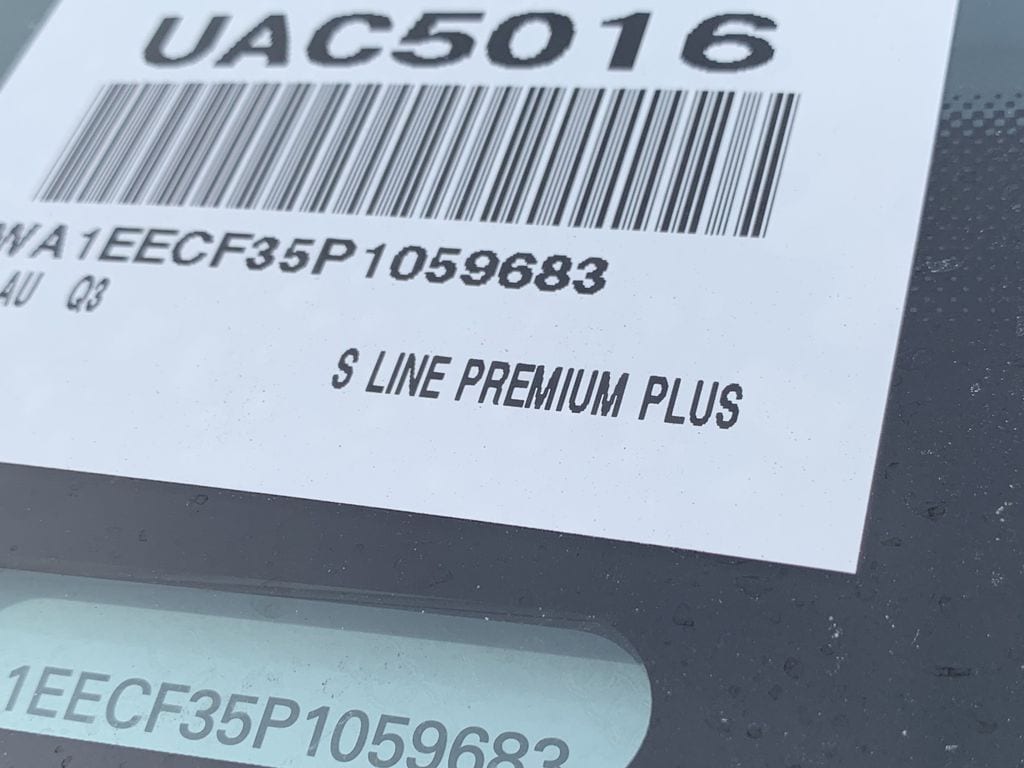 UAC5016
WA1EECF35P1059683
AU Q3
S LINE PREMIUM PLUS
1EECF35P1059683